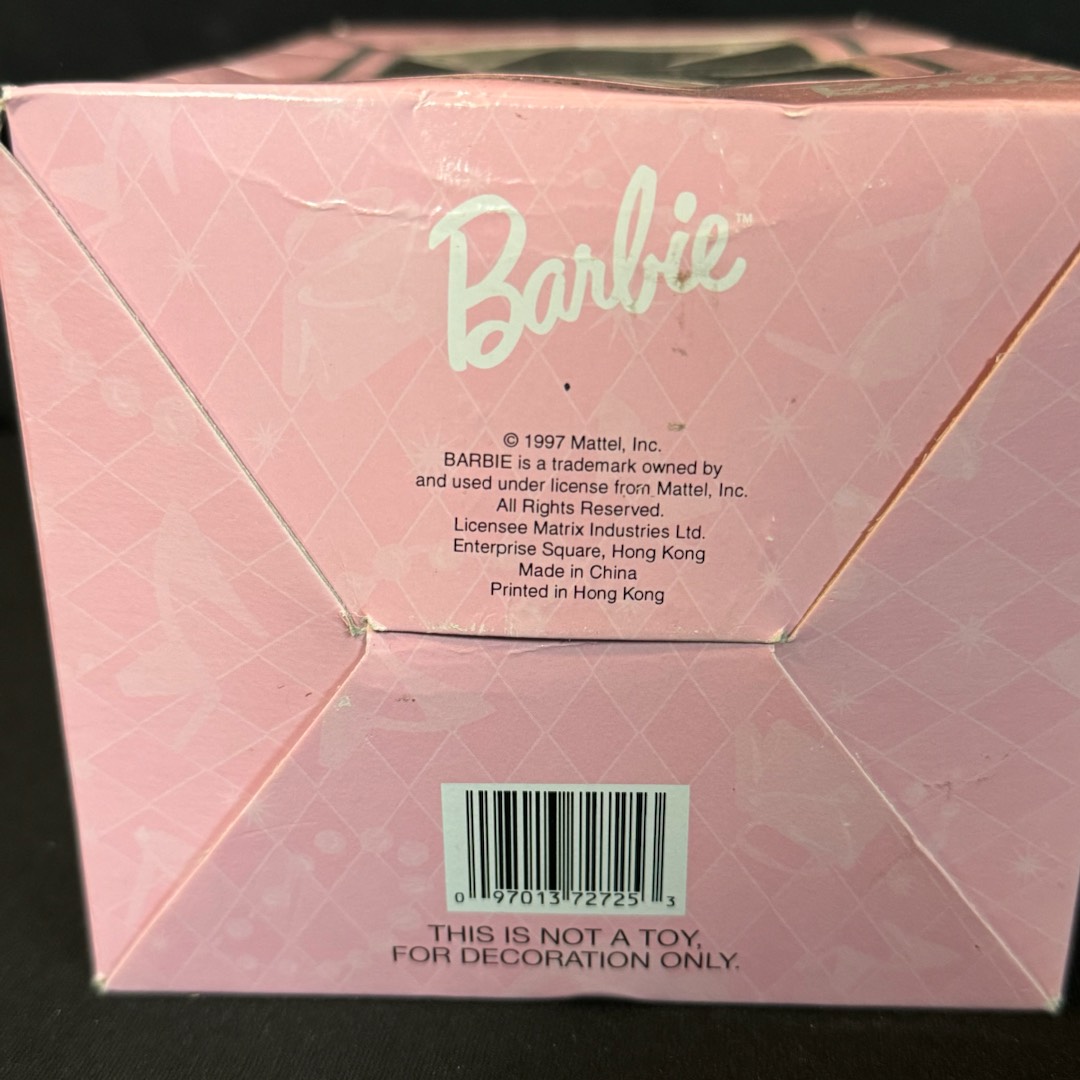 Barbie™
© 1997 Mattel, Inc.
BARBIE is a trademark owned by
and used under license from Mattel, Inc.
All Rights Reserved.
Licensee Matrix Industries Ltd.
Enterprise Square, Hong Kong
Made in China
Printed in Hong Kong
0 97013 72725 3
THIS IS NOT A TOY,
FOR DECORATION ONLY.